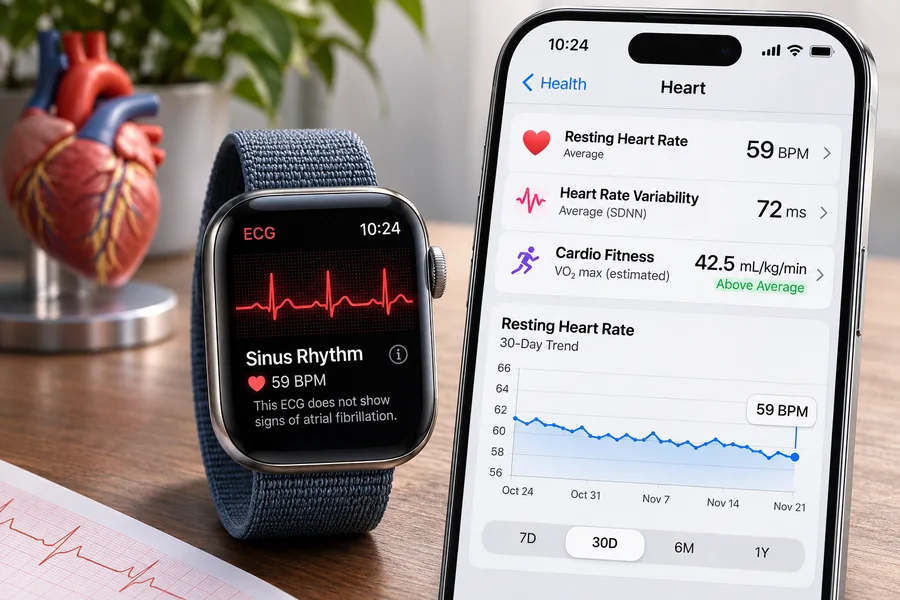 ECG
10:24
Sinus Rhythm
59 BPM
This ECG does not show
signs of atrial fibrillation.
10:24
Health
Heart
Resting Heart Rate
Average
59 BPM
Heart Rate Variability
Average (SDNN)
72 ms
Cardio Fitness
VO₂ max (estimated)
42.5 mL/kg/min
Above Average
Resting Heart Rate
30-Day Trend
66
64
62
60
58
56
59 BPM
Oct 24
Oct 31
Nov 7
Nov 14
Nov 21
7D
30D
6M
1Y